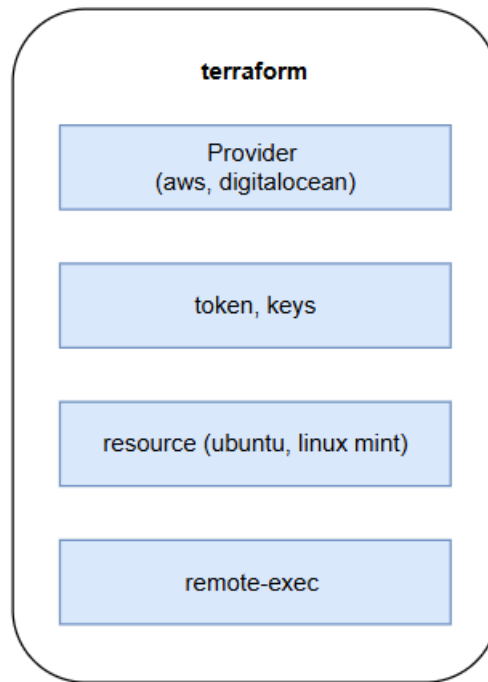 terraform
Provider
(aws, digitalocean)
token, keys
resource (ubuntu, linux mint)
remote-exec